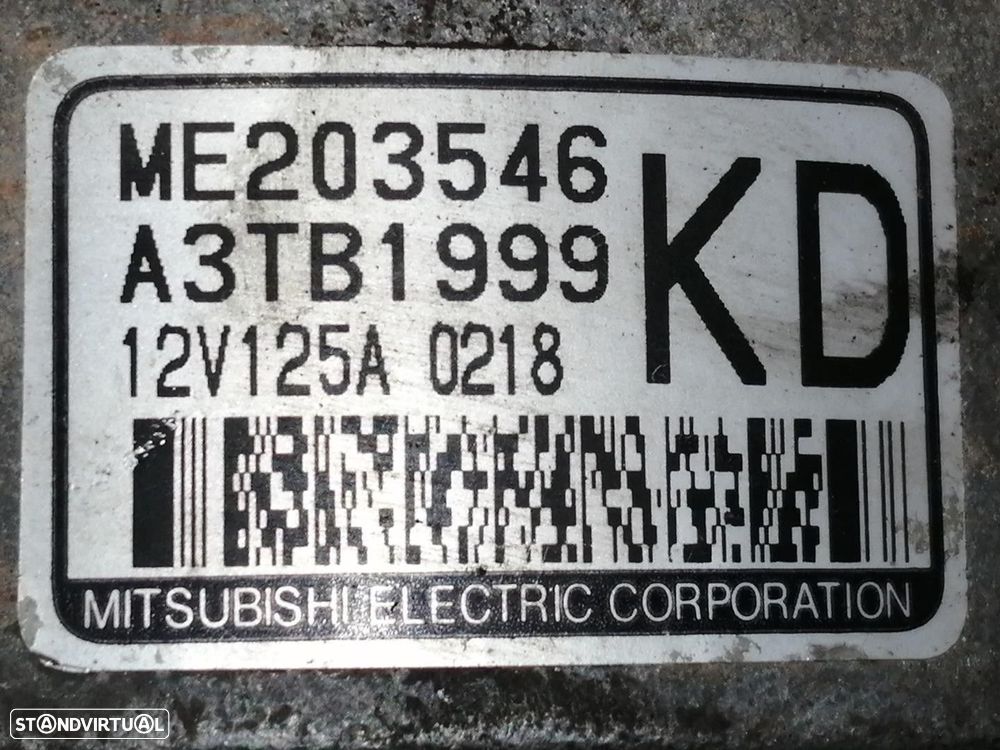 ME203546
A3TB1999
KD
12V125A 0218
MITSUBISHI ELECTRIC CORPORATION
STANDVIRTUAL